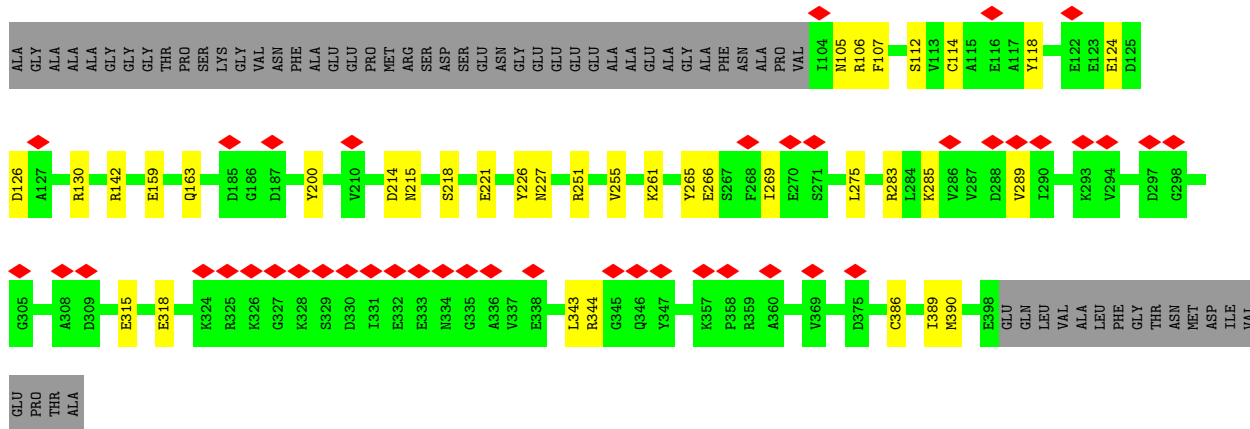 ALA GLY ALA ALA ALA ALA GLY GLY GLY THR PRO SER LYS GLY VAL ASN PHE ALA GLU GLU PRO MET ARG SER ASP SER GLU ASN GLY GLU GLU GLU GLU ALA ALA ALA GLU ALA GLY ALA PHE ASN ALA PRO VAL I104 N105 R106 F107 S112 V113 C114 A115 E116 A117 Y118 E122 E123 E124 D125
D126 A127 R130 R142 E159 Q163 D185 G186 D187 Y200 V210 D214 N215 S218 E221 Y226 N227 R251 V255 K261 Y265 E266 S267 F268 I269 E270 S271 L275 R283 L284 K285 V286 V287 D288 V289 I290 K293 V294 D297 G298
G305 A308 D309 E315 E318 K324 R325 K326 G327 K328 S329 D330 I331 E332 E333 N334 G335 A336 V337 E338 L343 R344 G345 Q346 Y347 K357 P358 R359 A360 V369 D375 C386 I389 M390 E398 GLU GLN LEU VAL ALA LEU PHE GLY THR ASN MET ASP ILE VAL
GLU PRO THR ALA